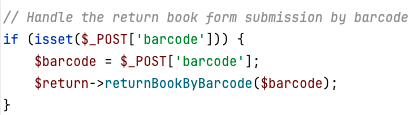 // Handle the return book form submission by barcode
if (isset($_POST['barcode'])) {
    $barcode = $_POST['barcode'];
    $return->returnBookByBarcode($barcode);
}